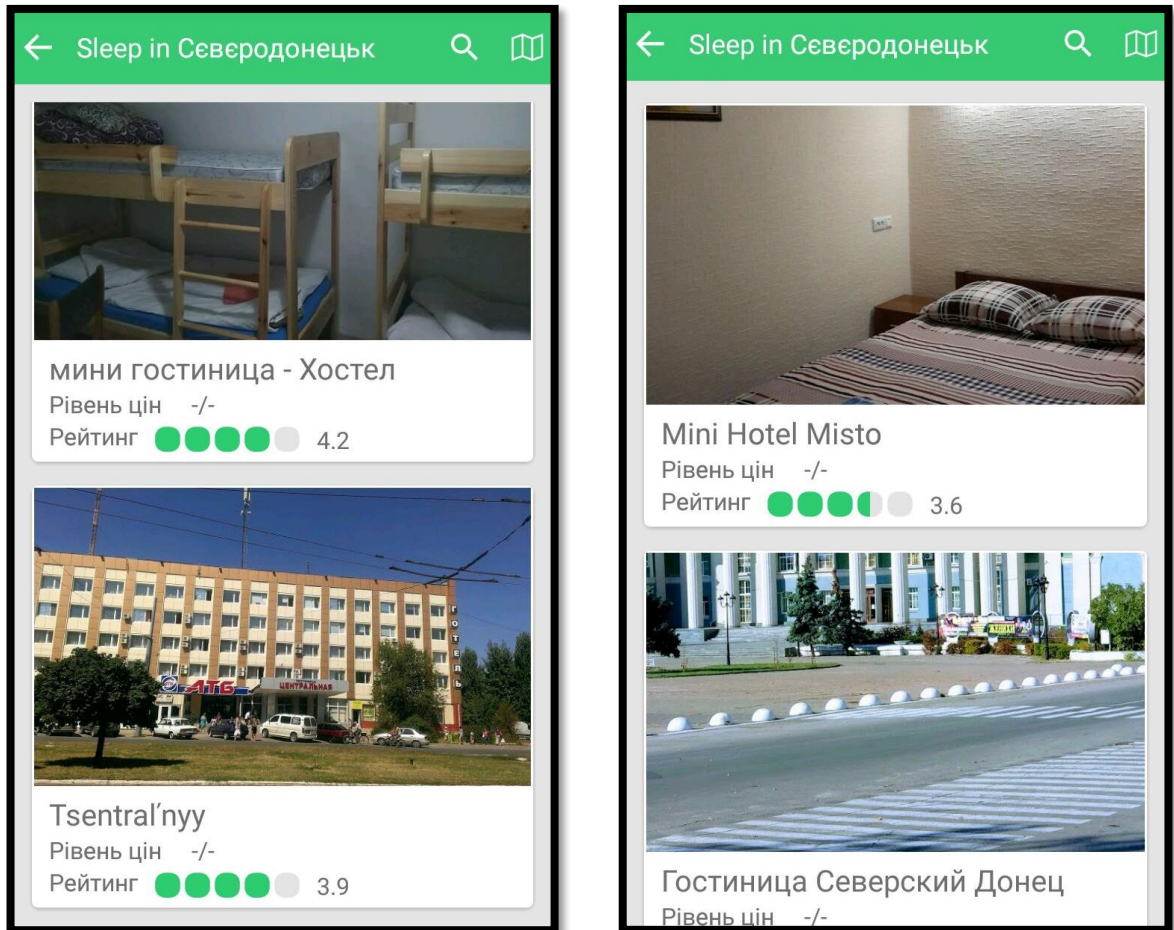 Sleep in Сєвєродонецьк
мини гостиница - Хостел
Рівень цін -/-
Рейтинг 4.2
ГОТЕЛЬ
АТБ
ЦЕНТРАЛЬНАЯ
Tsentral′nyy
Рівень цін -/-
Рейтинг 3.9
Sleep in Сєвєродонецьк
Mini Hotel Misto
Рівень цін -/-
Рейтинг 3.6
Гостиница Северский Донец
Рівень цін -/-